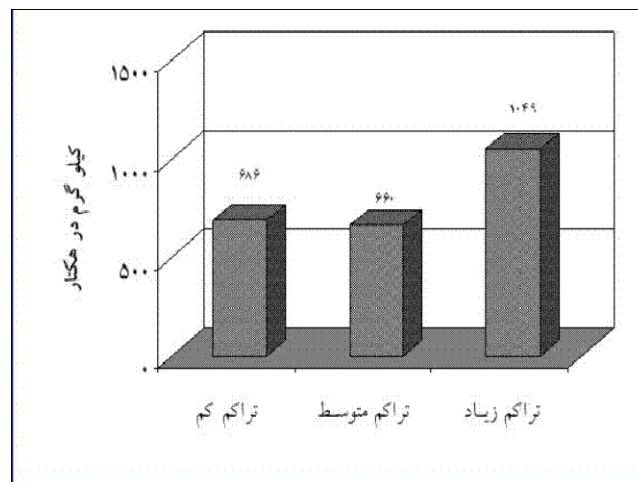 کیلو گرم در هکتار
۱۵۰۰
۱۰۰۰
۵۰۰
۰
۶۸۶
۶۶۰
۱۰۴۹
تراکم کم
تراکم متوسط
تراکم زیاد